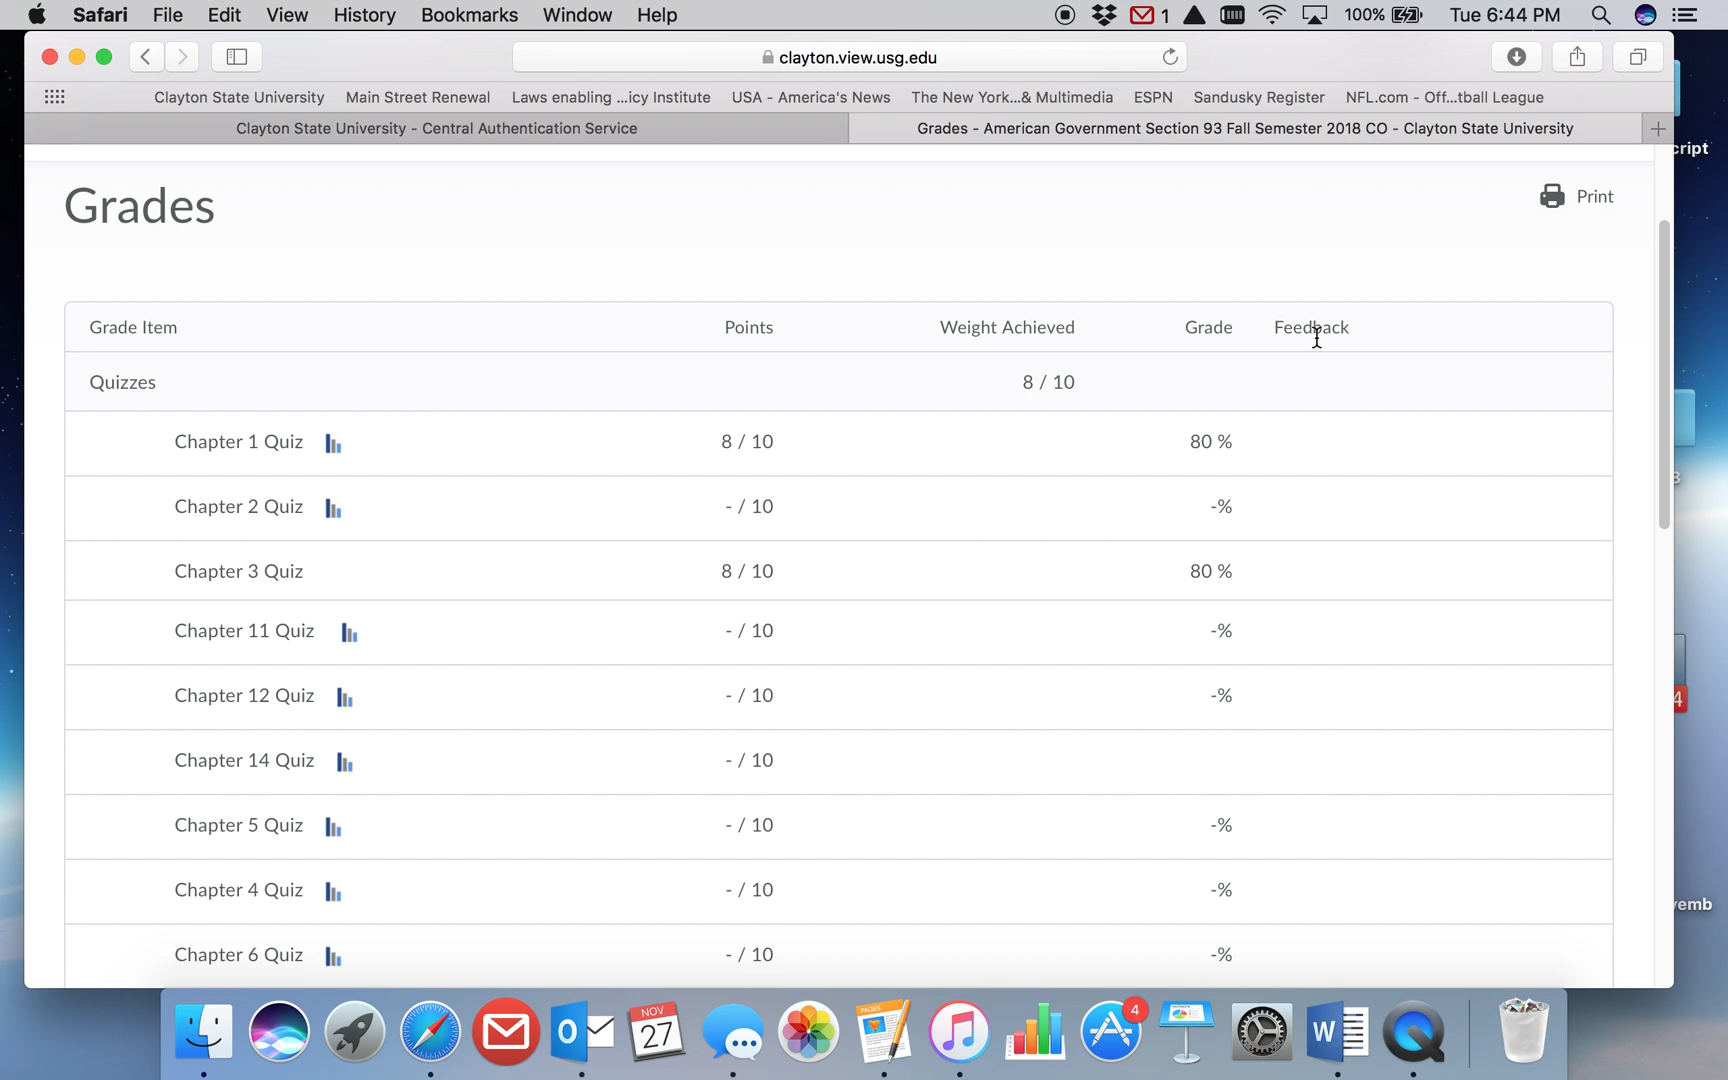 Safari File Edit View History Bookmarks Window Help 1 100% Tue 6:44 PM
clayton.view.usg.edu
Clayton State University Main Street Renewal Laws enabling ...icy Institute USA - America's News The New York...& Multimedia ESPN Sandusky Register NFL.com - Off...tball League
Clayton State University - Central Authentication Service Grades - American Government Section 93 Fall Semester 2018 CO - Clayton State University
cript
Grades
Print
Grade Item Points Weight Achieved Grade Feedback
Quizzes 8 / 10
Chapter 1 Quiz 8 / 10 80 %
Chapter 2 Quiz - / 10 -%
Chapter 3 Quiz 8 / 10 80 %
Chapter 11 Quiz - / 10 -%
Chapter 12 Quiz - / 10 -%
4
Chapter 14 Quiz - / 10
Chapter 5 Quiz - / 10 -%
Chapter 4 Quiz - / 10 -%
Chapter 6 Quiz - / 10 -%
NOV
27
PAGES
4
W